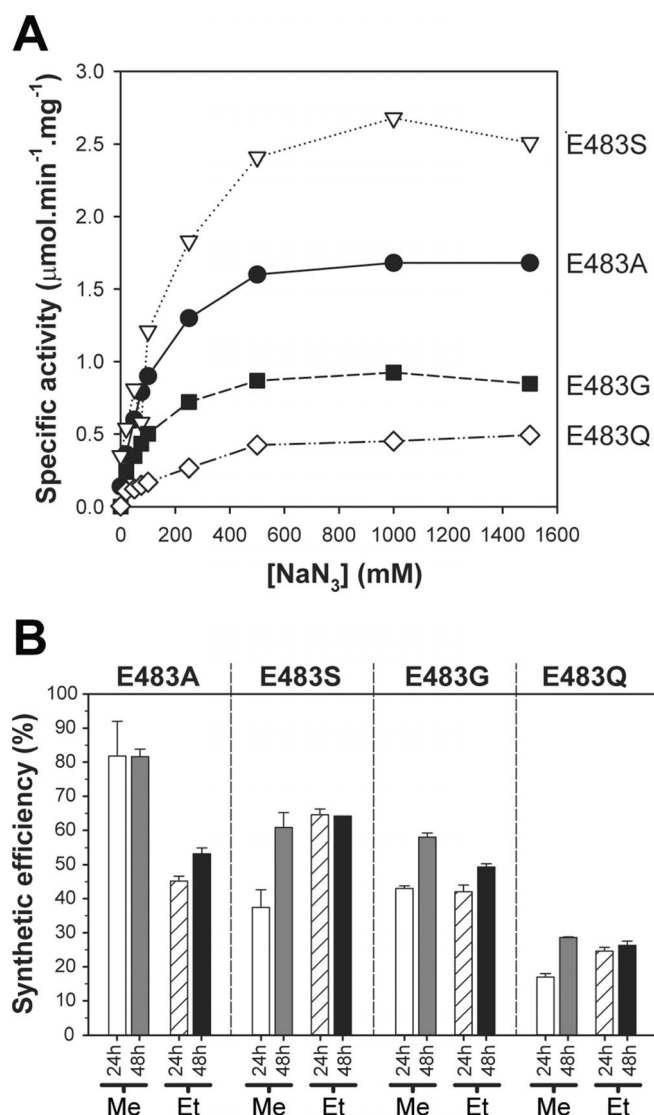 A
Specific activity (μmol.min⁻¹.mg⁻¹)
3.0
2.5
2.0
1.5
1.0
0.5
0.0
E483S
E483A
E483G
E483Q
0 200 400 600 800 1000 1200 1400 1600
[NaN₃] (mM)
B
E483A E483S E483G E483Q
Synthetic efficiency (%)
100
90
80
70
60
50
40
30
20
10
0
24h 48h 24h 48h 24h 48h 24h 48h 24h 48h 24h 48h 24h 48h 24h 48h
Me Et Me Et Me Et Me Et